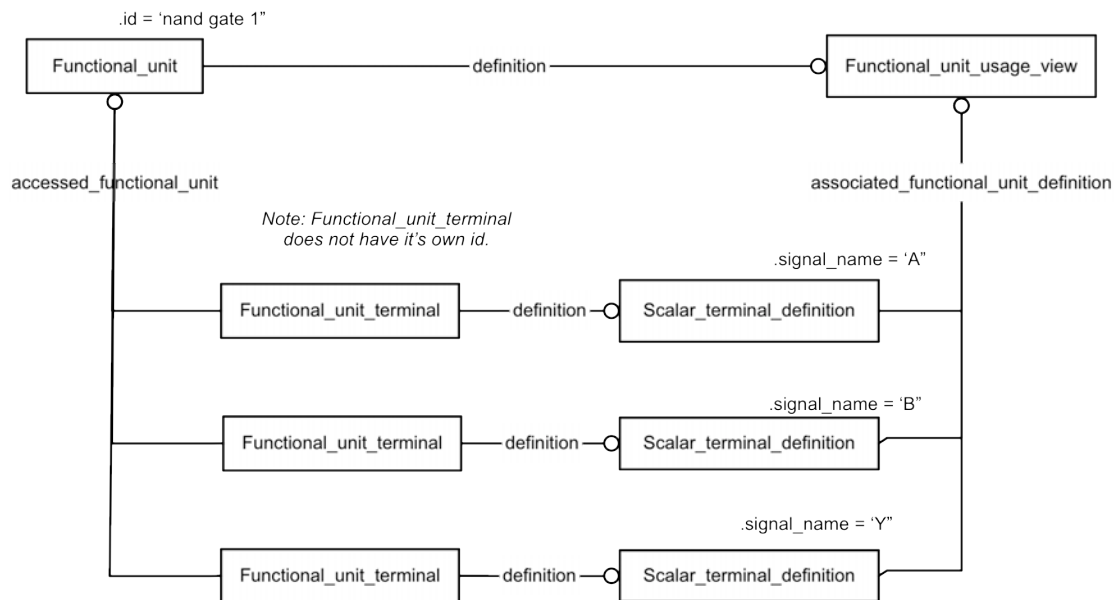 .id = ‘nand gate 1”
Functional_unit
definition
Functional_unit_usage_view
accessed_functional_unit
associated_functional_unit_definition
Note: Functional_unit_terminal
does not have it’s own id.
.signal_name = ‘A”
Functional_unit_terminal
definition
Scalar_terminal_definition
.signal_name = ‘B”
Functional_unit_terminal
definition
Scalar_terminal_definition
.signal_name = ‘Y”
Functional_unit_terminal
definition
Scalar_terminal_definition